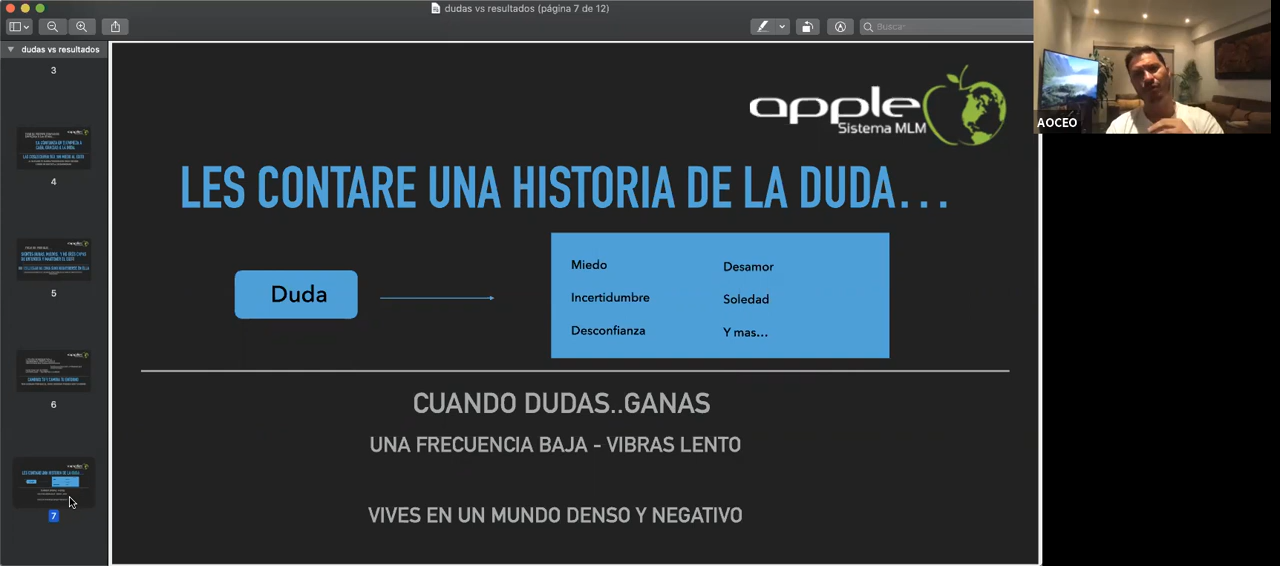 dudas vs resultados (página 7 de 12)
Buscar
dudas vs resultados
3
4
5
6
7
apple
Sistema MLM
LES CONTARE UNA HISTORIA DE LA DUDA...
Duda
Miedo
Desamor
Incertidumbre
Soledad
Desconfianza
Y mas...
CUANDO DUDAS..GANAS
UNA FRECUENCIA BAJA - VIBRAS LENTO
VIVES EN UN MUNDO DENSO Y NEGATIVO
AOCEO